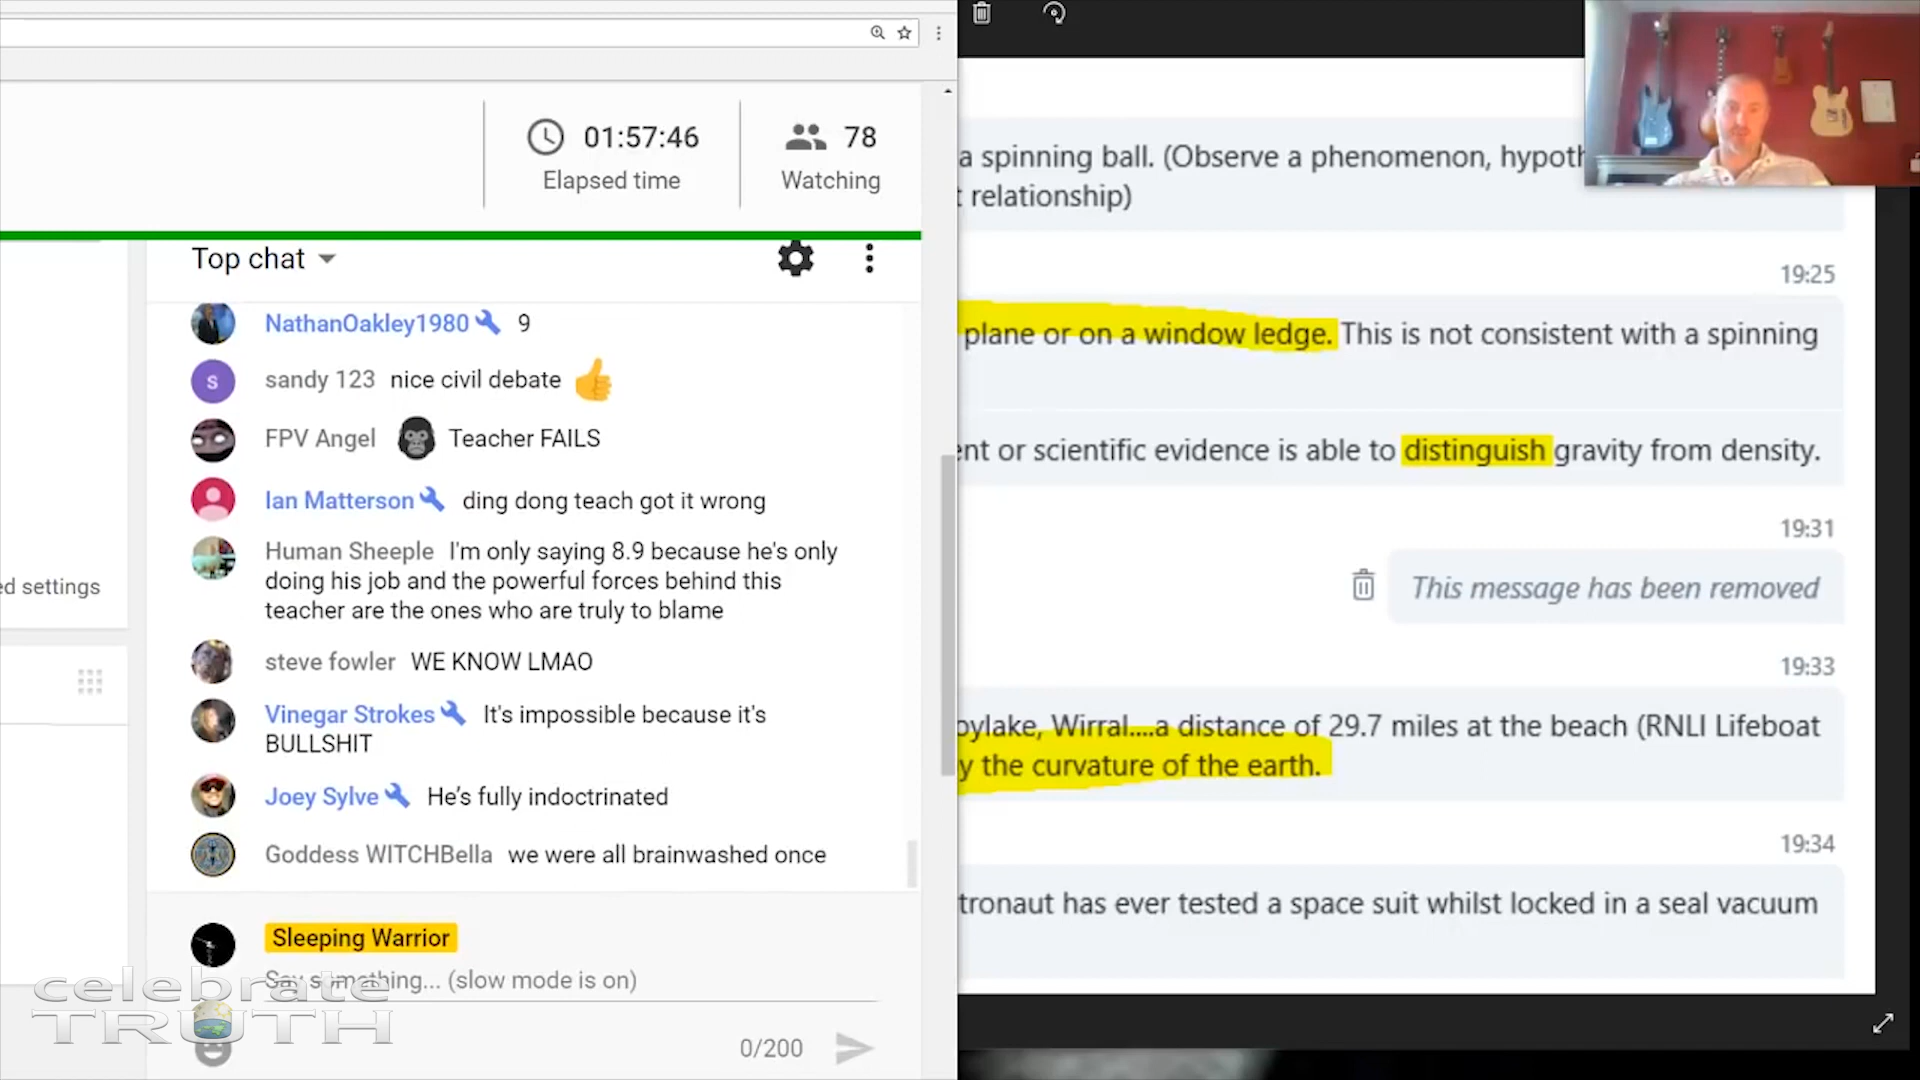 01:57:46
Elapsed time
78
Watching
Top chat
NathanOakley1980 9
sandy 123 nice civil debate
FPV Angel Teacher FAILS
Ian Matterson ding dong teach got it wrong
Human Sheeple I'm only saying 8.9 because he's only
doing his job and the powerful forces behind this
teacher are the ones who are truly to blame
steve fowler WE KNOW LMAO
Vinegar Strokes It's impossible because it's
BULLSHIT
Joey Sylve He's fully indoctrinated
Goddess WITCHBella we were all brainwashed once
Sleeping Warrior
Say something... (slow mode is on)
0/200
ed settings
S
celebrate
TRUTH
a spinning ball. (Observe a phenomenon, hypoth
t relationship)
19:25
plane or on a window ledge. This is not consistent with a spinning
ent or scientific evidence is able to distinguish gravity from density.
19:31
This message has been removed
19:33
oylake, Wirral....a distance of 29.7 miles at the beach (RNLI Lifeboat
y the curvature of the earth.
19:34
tronaut has ever tested a space suit whilst locked in a seal vacuum